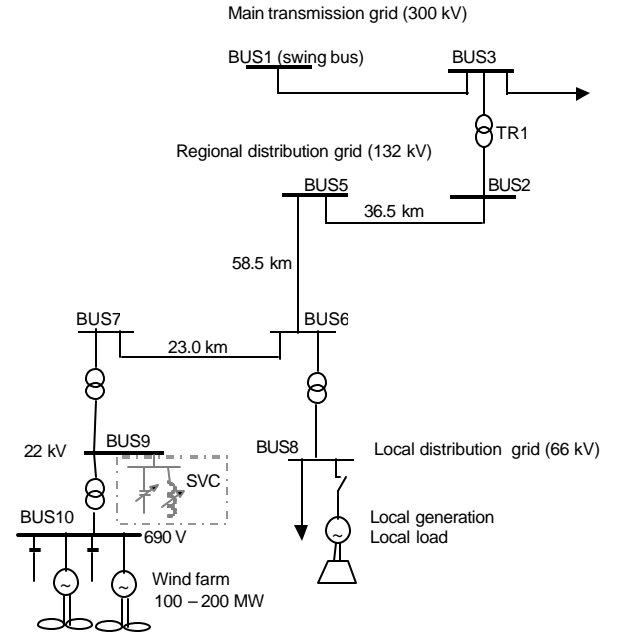 Main transmission grid (300 kV)
BUS1 (swing bus)
BUS3
TR1
Regional distribution grid (132 kV)
BUS5
BUS2
36.5 km
58.5 km
BUS7
BUS6
23.0 km
BUS9
22 kV
SVC
BUS8
Local distribution grid (66 kV)
BUS10
690 V
Local generation
Local load
~
~
~
Wind farm
100 – 200 MW